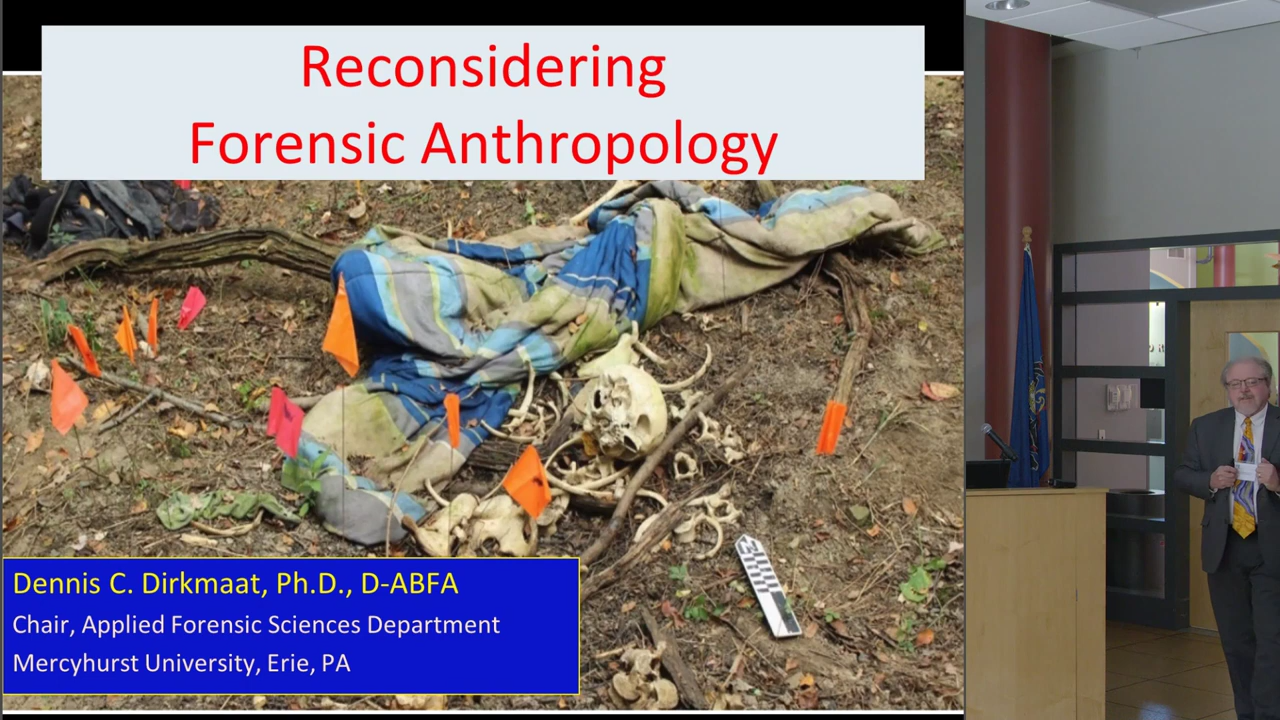 Reconsidering
Forensic Anthropology
Dennis C. Dirkmaat, Ph.D., D-ABFA
Chair, Applied Forensic Sciences Department
Mercyhurst University, Erie, PA